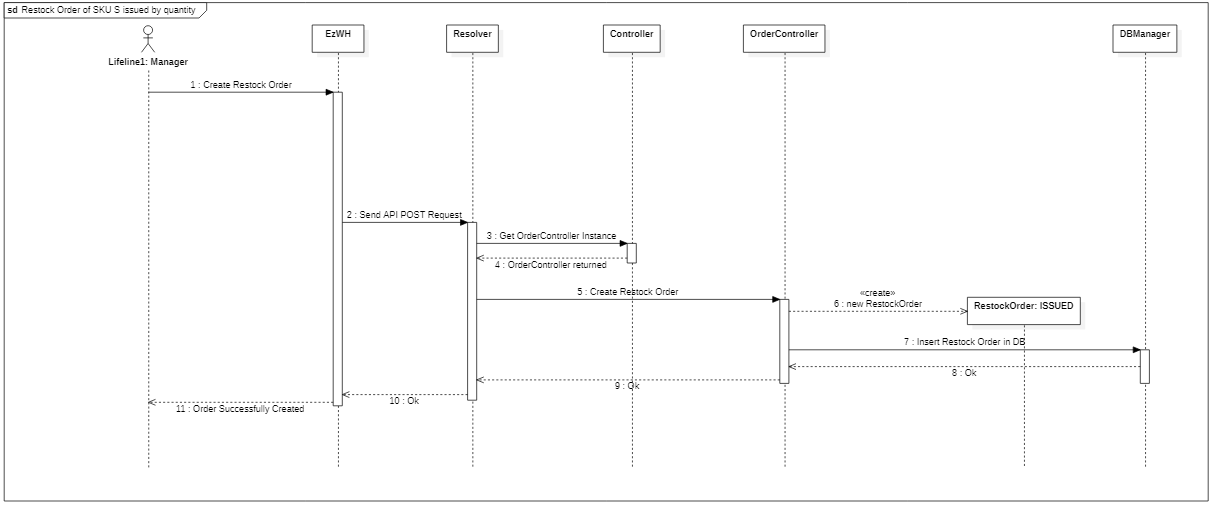 sd Restock Order of SKU S issued by quantity
EzWH
Resolver
Controller
OrderController
DBManager
Lifeline1: Manager
1 : Create Restock Order
2 : Send API POST Request
3 : Get OrderController Instance
4 : OrderController returned
5 : Create Restock Order
«create»
6 : new RestockOrder
RestockOrder: ISSUED
7 : Insert Restock Order in DB
8 : Ok
9 : Ok
10 : Ok
11 : Order Successfully Created